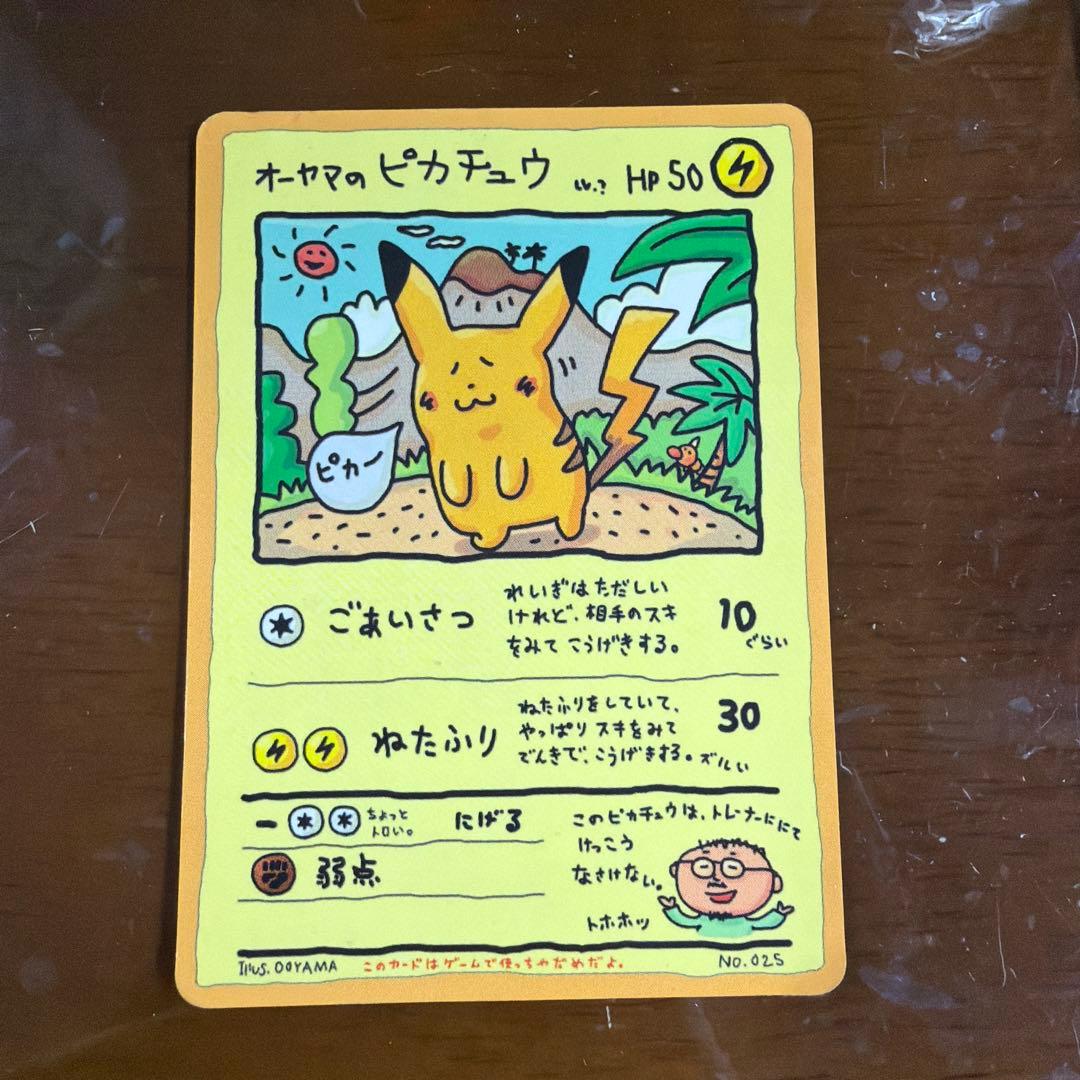 オーヤマのピカチュウ LV.? HP50
ピカー
ごあいさつ
れいぎはただしい
けれど、相手のスキ
をみてこうげきする。
10
ぐらい
ねたふり
ねたふりをしていて、
やっぱりスキをみて
でんきで、こうげきする。ズルい
30
ー ちょっと
トロい。
にげる
弱点
このピカチュウは、トレーナーににて
けっこう
なさけない。
トホホッ
Illus. OOYAMA このカードはゲームで使っちゃだめだよ。 NO.025